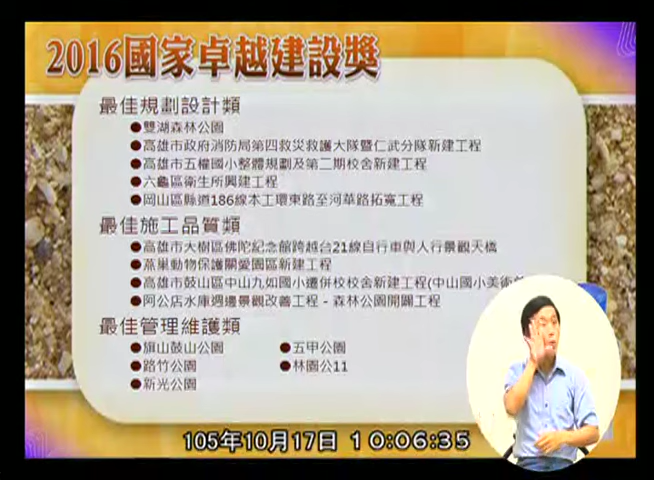 2016國家卓越建設獎
最佳規劃設計類
●雙湖森林公園
●高雄市政府消防局第四救災救護大隊暨仁武分隊新建工程
●高雄市五權國小整體規劃及第二期校舍新建工程
●六龜區衛生所興建工程
●岡山區縣道186線本工環東路至河華路拓寬工程
最佳施工品質類
●高雄市大樹區佛陀紀念館跨越台21線自行車與人行景觀天橋
●燕巢動物保護關愛園區新建工程
●高雄市鼓山區中山九如國小遷併校校舍新建工程(中山國小美術
●阿公店水庫週邊景觀改善工程－森林公園開闢工程
最佳管理維護類
●旗山鼓山公園 ●五甲公園
●路竹公園 ●林園公11
●新光公園
105年10月17日 10:06:35